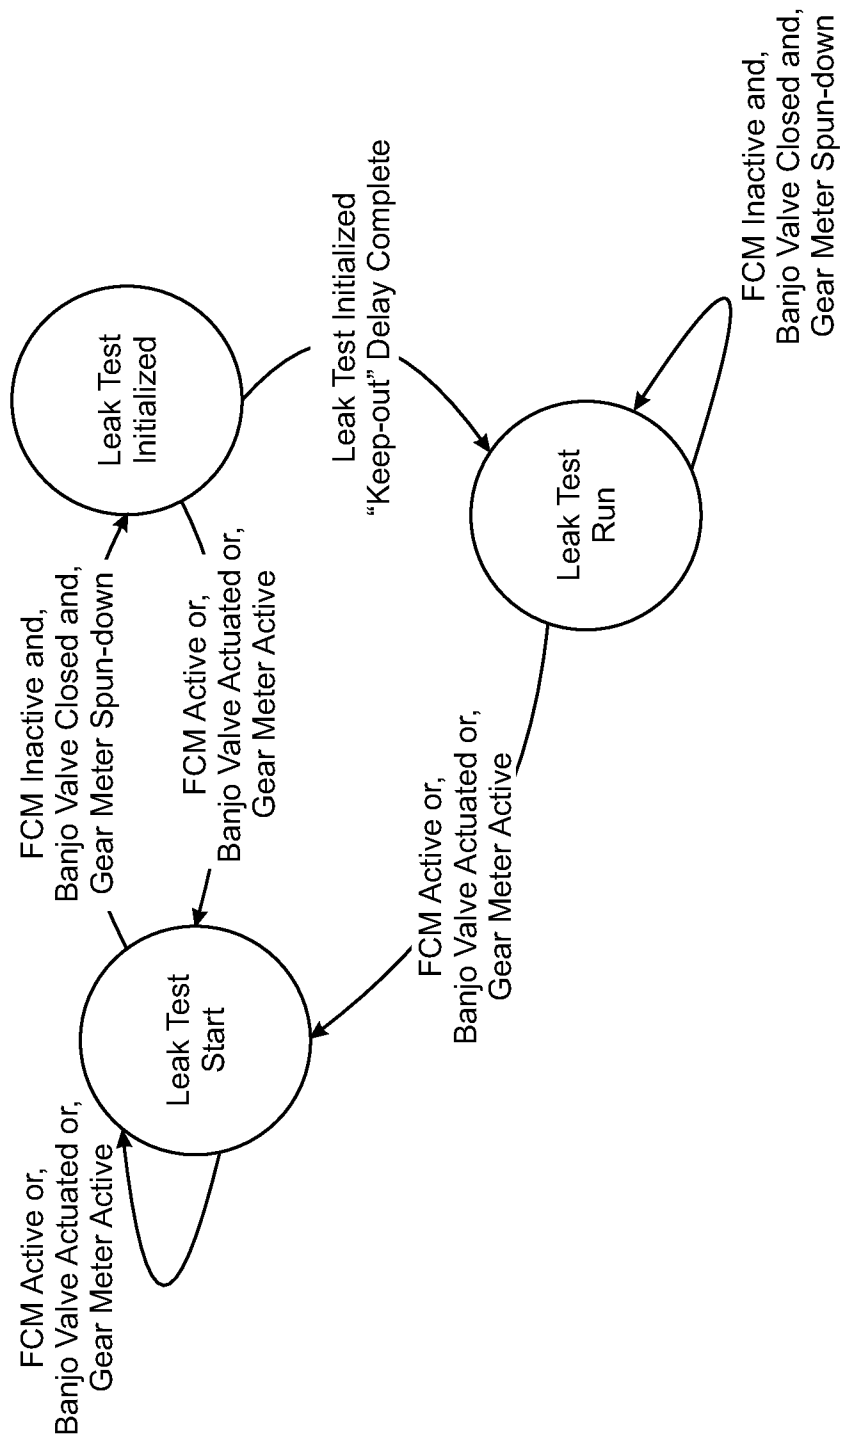 FCM Active or,
Banjo Valve Actuated or,
Gear Meter Active
Leak Test
Start
FCM Inactive and,
Banjo Valve Closed and,
Gear Meter Spun-down
FCM Active or,
Banjo Valve Actuated or,
Gear Meter Active
Leak Test
Initialized
Leak Test Initialized
“Keep-out” Delay Complete
FCM Active or,
Banjo Valve Actuated or,
Gear Meter Active
Leak Test
Run
FCM Inactive and,
Banjo Valve Closed and,
Gear Meter Spun-down